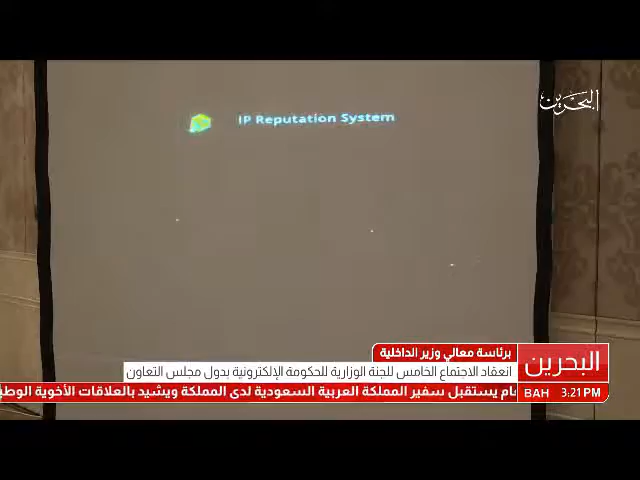 IP Reputation System
البحرين
برئاسة معالي وزير الداخلية
انعقاد الاجتماع الخامس للجنة الوزارية للحكومة الإلكترونية بدول مجلس التعاون
البحرين
يستقبل سفير المملكة العربية السعودية لدى المملكة ويشيد بالعلاقات الأخوية
BAH 3:21 PM